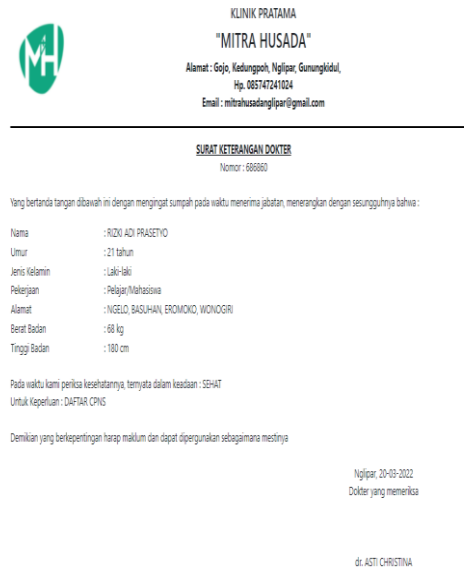 MH
KLINIK PRATAMA
"MITRA HUSADA"
Alamat : Gojo, Kedungpoh, Nglipar, Gunungkidul,
Hp. 085747241024
Email : mitrahusadanglipar@gmail.com
SURAT KETERANGAN DOKTER
Nomor : 686860
Yang bertanda tangan dibawah ini dengan mengingat sumpah pada waktu menerima jabatan, menerangkan dengan sesungguhnya bahwa :
Nama : RIZKI ADI PRASETYO
Umur : 21 tahun
Jenis Kelamin : Laki-laki
Pekerjaan : Pelajar/Mahasiswa
Alamat : NGELO, BASUHAN, EROMOKO, WONOGIRI
Berat Badan : 68 kg
Tinggi Badan : 180 cm
Pada waktu kami periksa kesehatannya, ternyata dalam keadaan : SEHAT
Untuk Keperluan : DAFTAR CPNS
Demikian yang berkepentingan harap maklum dan dapat dipergunakan sebagaimana mestinya
Nglipar, 20-03-2022
Dokter yang memeriksa
dr. ASTI CHRISTINA